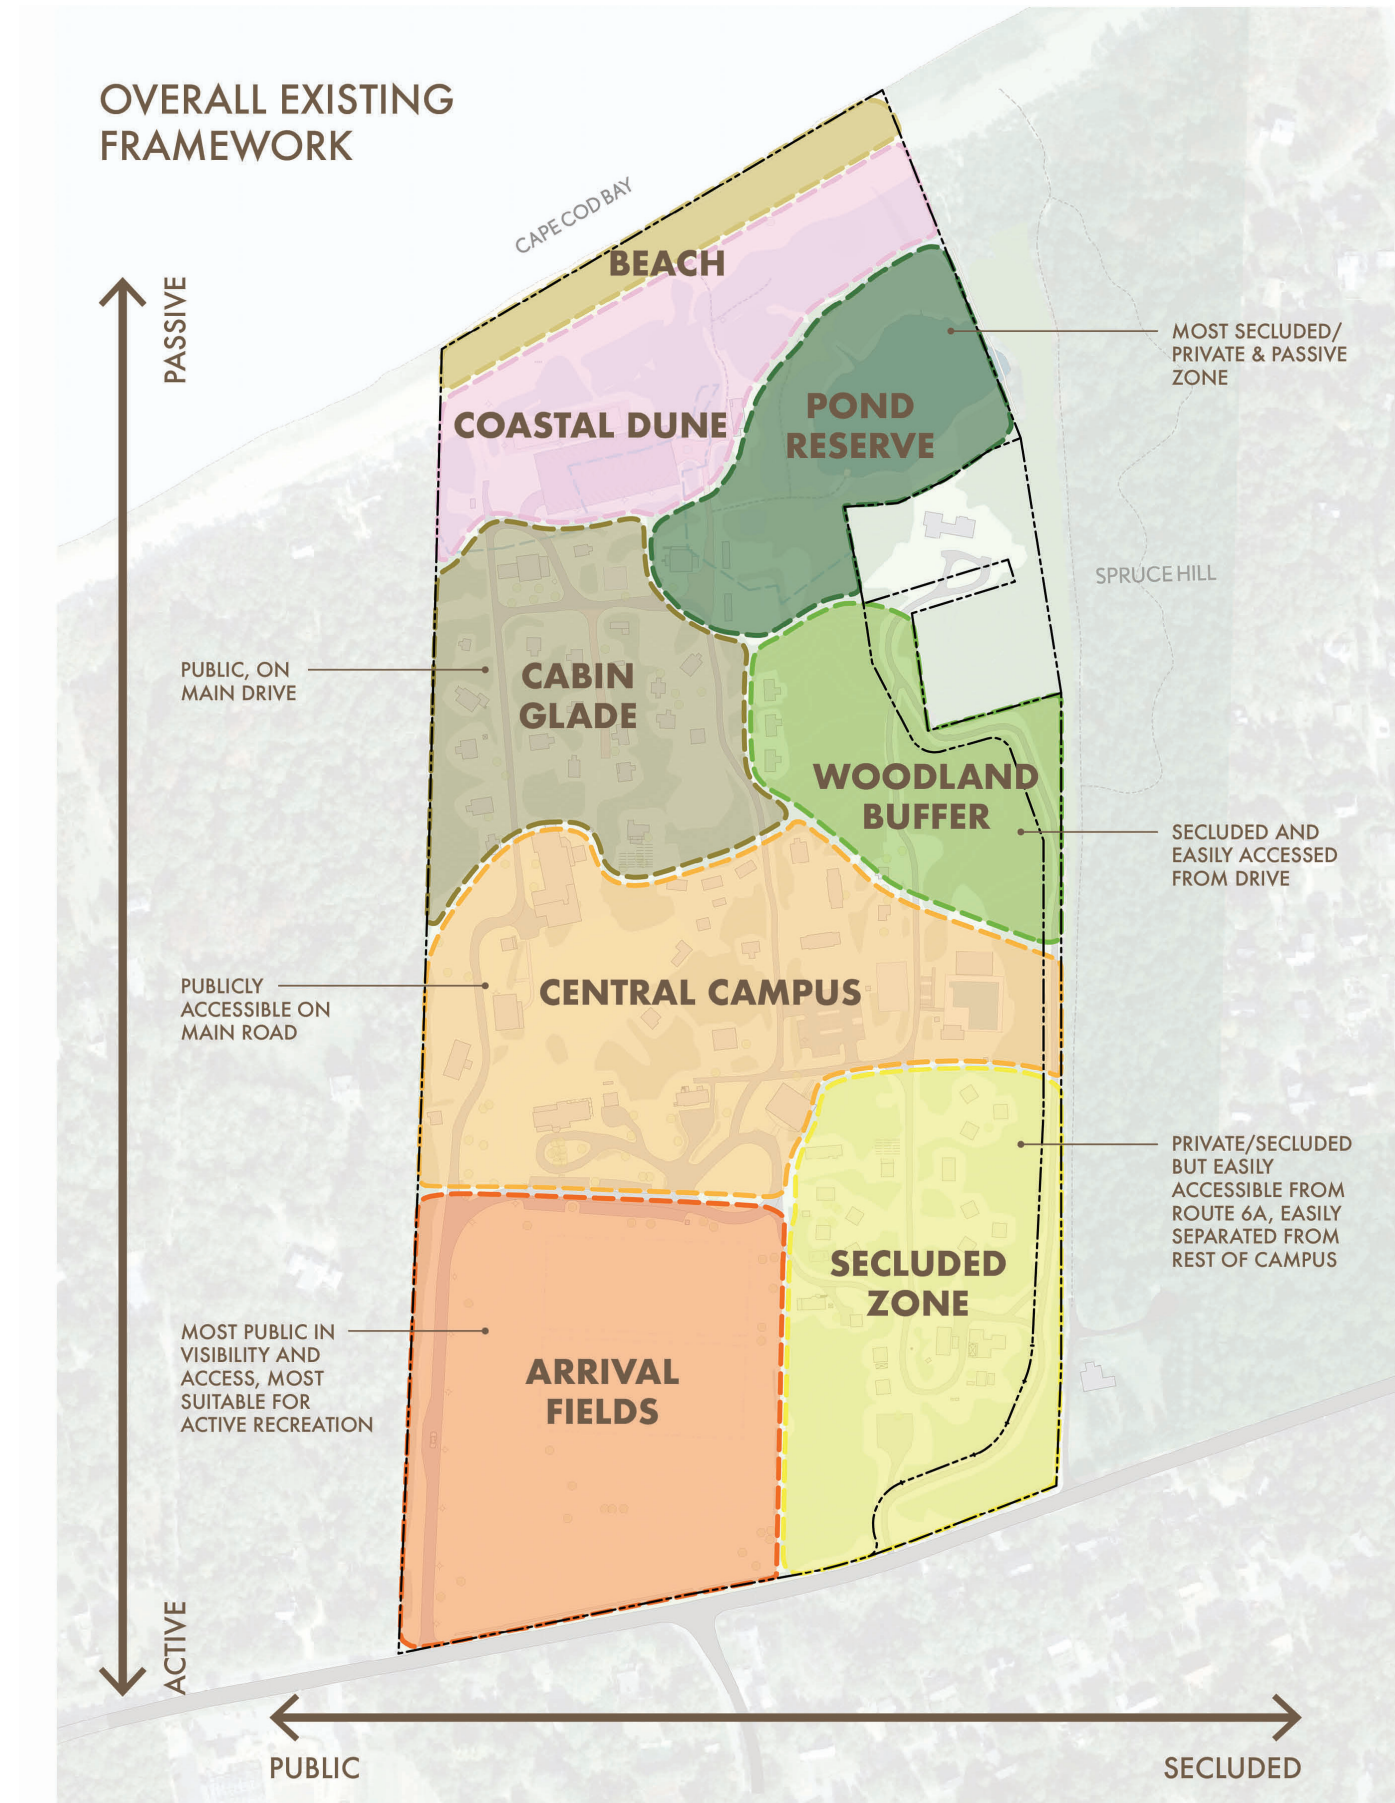 OVERALL EXISTING
FRAMEWORK
CAPE COD BAY
BEACH
PASSIVE
MOST SECLUDED/
PRIVATE & PASSIVE
ZONE
COASTAL DUNE
POND
RESERVE
SPRUCE HILL
PUBLIC, ON
MAIN DRIVE
CABIN
GLADE
WOODLAND
BUFFER
SECLUDED AND
EASILY ACCESSED
FROM DRIVE
PUBLICLY
ACCESSIBLE ON
MAIN ROAD
CENTRAL CAMPUS
PRIVATE/SECLUDED
BUT EASILY
ACCESSIBLE FROM
ROUTE 6A, EASILY
SEPARATED FROM
REST OF CAMPUS
SECLUDED
ZONE
MOST PUBLIC IN
VISIBILITY AND
ACCESS, MOST
SUITABLE FOR
ACTIVE RECREATION
ARRIVAL
FIELDS
ACTIVE
PUBLIC
SECLUDED